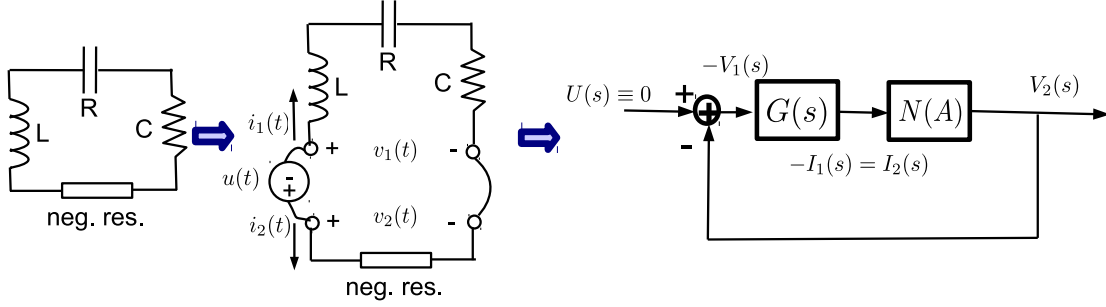 R
L
C
neg. res.
R
L
C
i₁(t)
+
v₁(t)
-
u(t)
-
+
i₂(t)
+
v₂(t)
-
neg. res.
−V₁(s)
V₂(s)
U(s) ≡ 0
+
+
G(s)
N(A)
-
−I₁(s) = I₂(s)